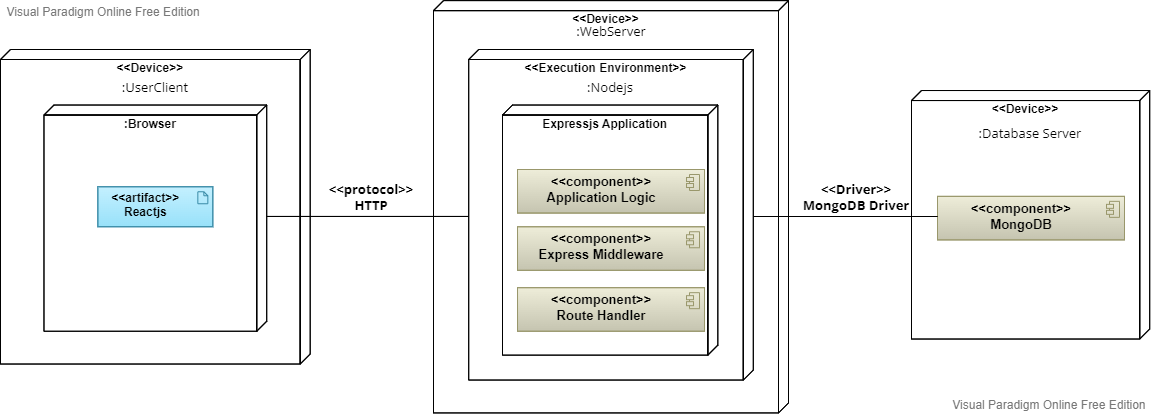 Visual Paradigm Online Free Edition
<<Device>>
:UserClient
:Browser
<<artifact>>
Reactjs
<<protocol>>
HTTP
<<Device>>
:WebServer
<<Execution Environment>>
:Nodejs
Expressjs Application
<<component>>
Application Logic
<<component>>
Express Middleware
<<component>>
Route Handler
<<Driver>>
MongoDB Driver
<<Device>>
:Database Server
<<component>>
MongoDB
Visual Paradigm Online Free Edition